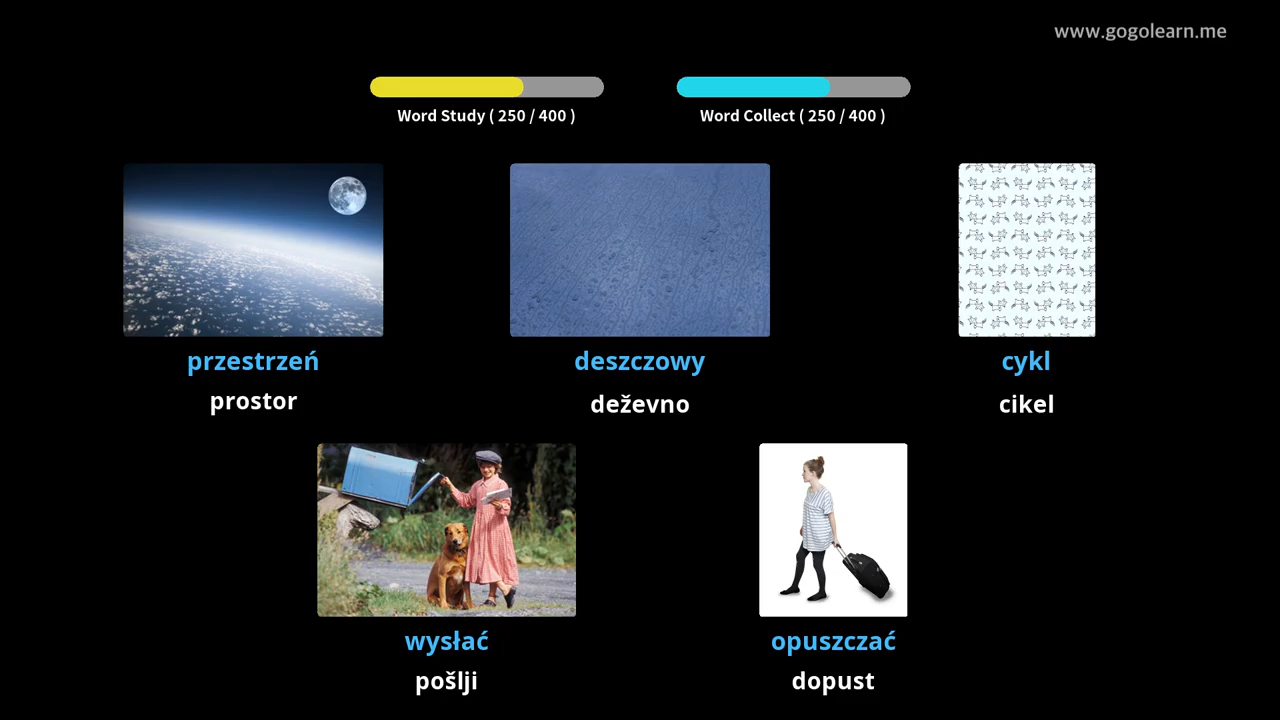 www.gogolearn.me
Word Study ( 250 / 400 )
Word Collect ( 250 / 400 )
przestrzeń
prostor
deszczowy
deževno
cykl
cikel
wysłać
pošlji
opuszczać
dopust